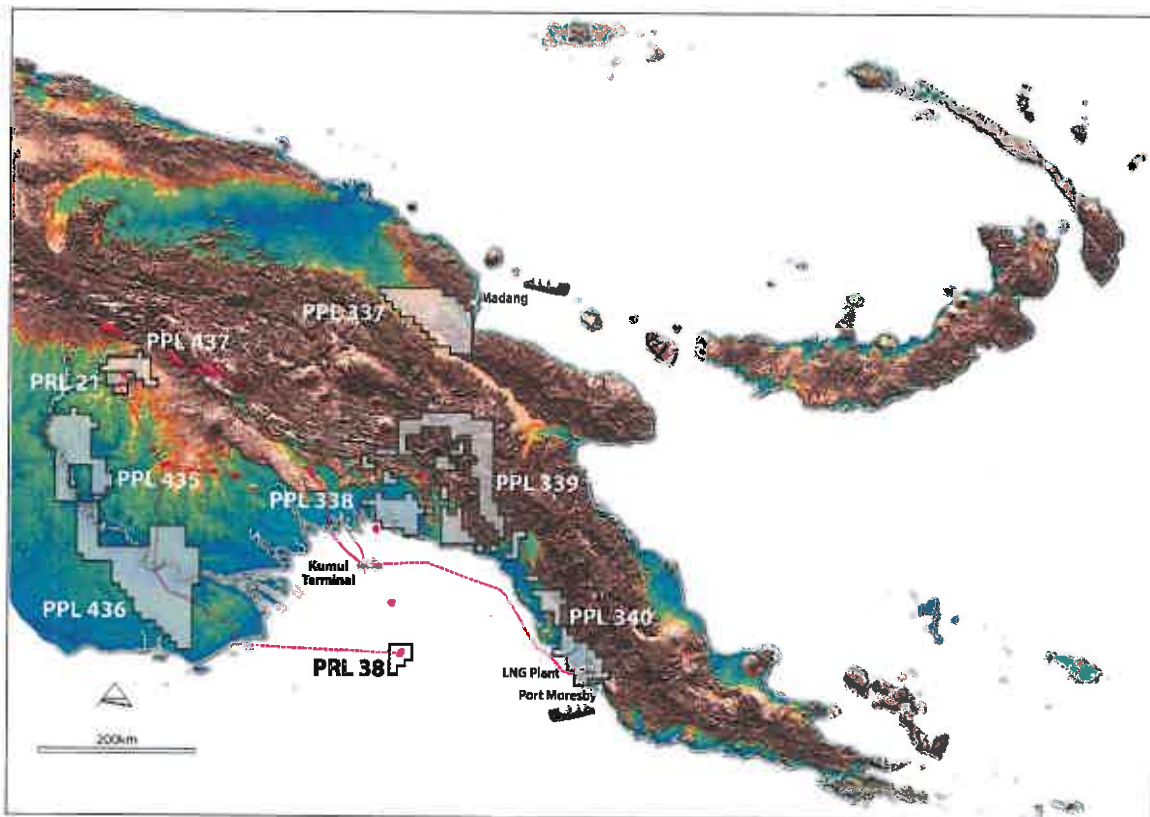 Madang
PPL 337
PPL 437
PRL 21
PPL 435
PPL 339
PPL 338
Kumul
Terminal
PPL 436
PPL 340
PRL 38
LNG Plant
Port Moresby
200km